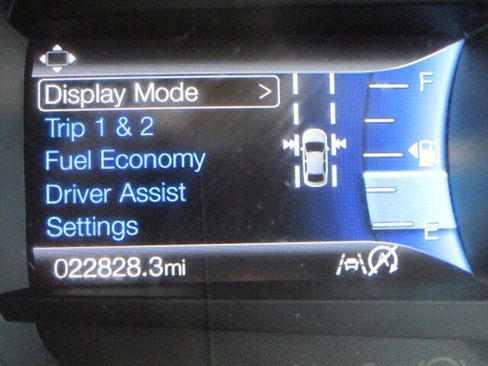 Display Mode >
F
Trip 1 & 2
Fuel Economy
Driver Assist
Settings
E
022828.3mi
A